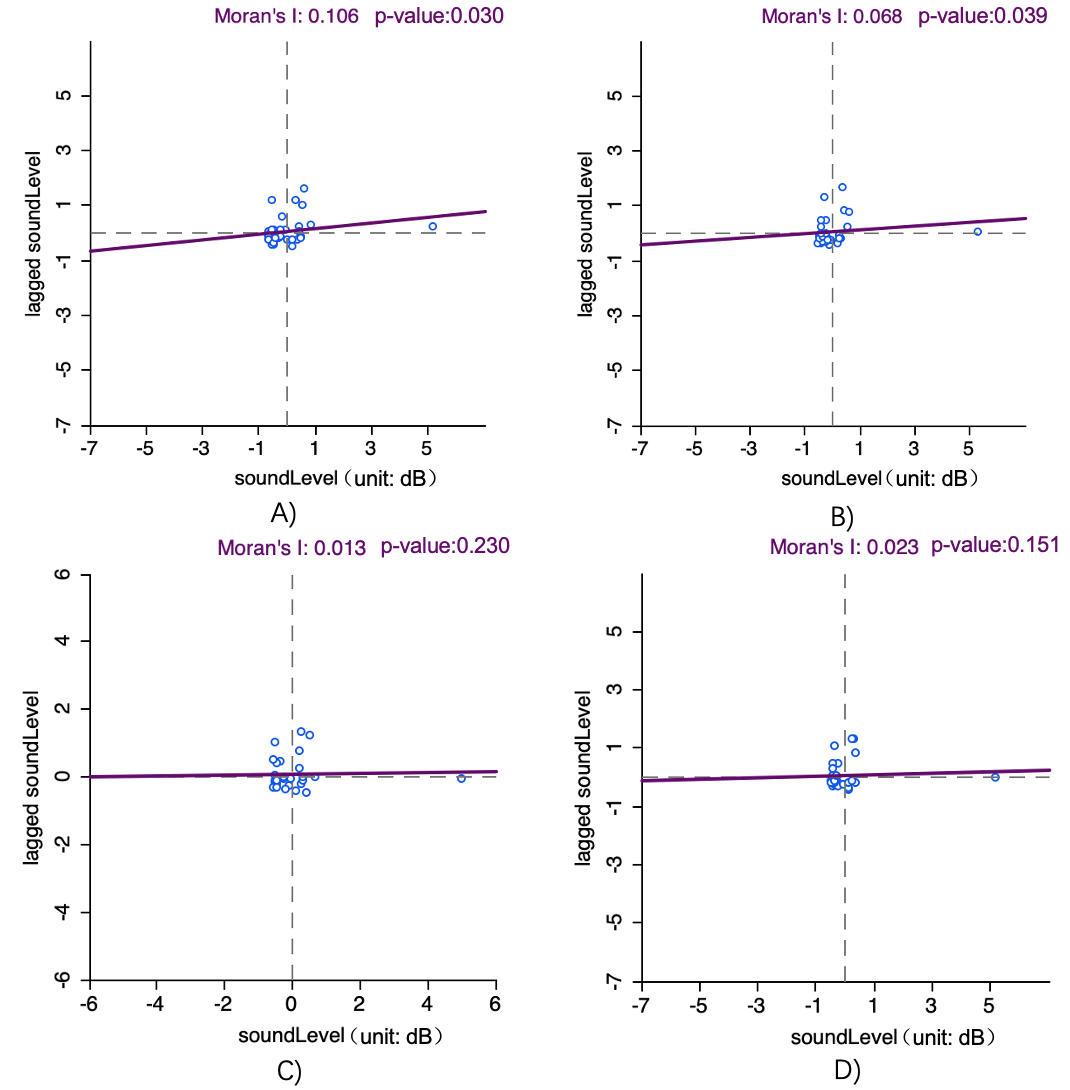 Moran's I: 0.106 p-value:0.030
lagged soundLevel
5
3
1
-1
-3
-5
-7
-7 -5 -3 -1 1 3 5
soundLevel（unit: dB）
A)
Moran's I: 0.068 p-value:0.039
lagged soundLevel
5
3
1
-1
-3
-5
-7
-7 -5 -3 -1 1 3 5
soundLevel（unit: dB）
B)
Moran's I: 0.013 p-value:0.230
lagged soundLevel
6
4
2
0
-2
-4
-6
-6 -4 -2 0 2 4 6
soundLevel（unit: dB）
C)
Moran's I: 0.023 p-value:0.151
lagged soundLevel
5
3
1
-1
-3
-5
-7
-7 -5 -3 -1 1 3 5
soundLevel（unit: dB）
D)